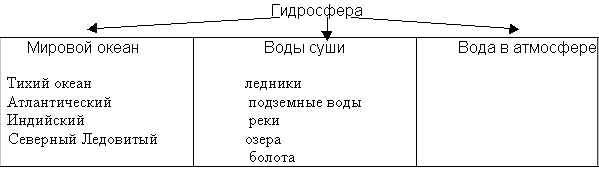 Гидросфера
Мировой океан Воды суши Вода в атмосфере
Тихий океан ледники
Атлантический подземные воды
Индийский реки
Северный Ледовитый озера
болота